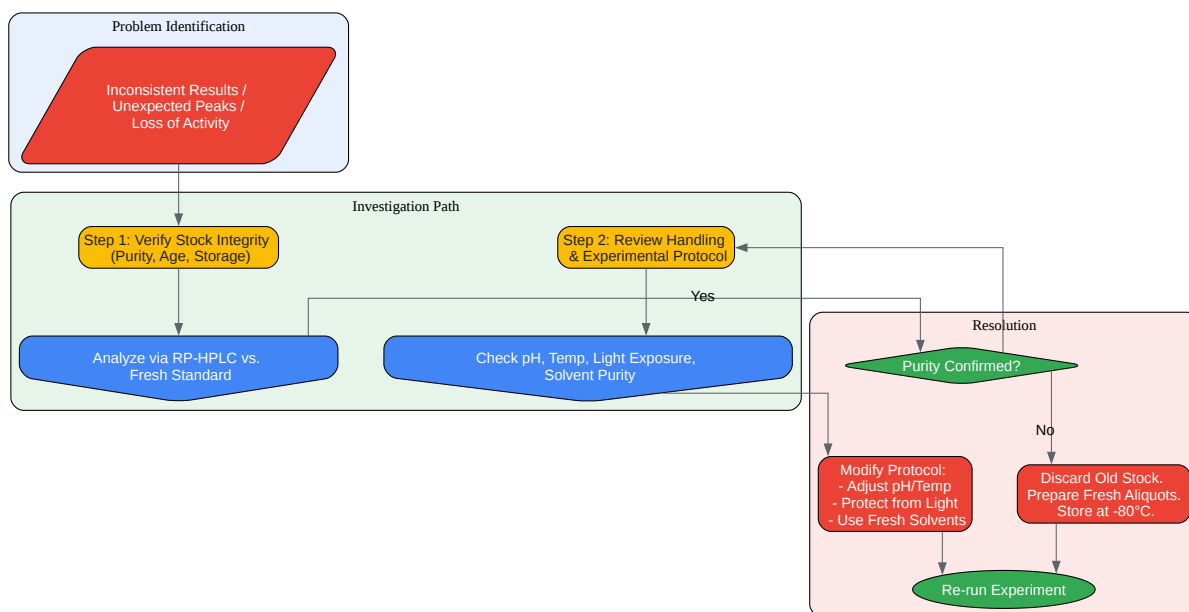 Problem Identification
Inconsistent Results /
Unexpected Peaks /
Loss of Activity
Investigation Path
Step 1: Verify Stock Integrity
(Purity, Age, Storage)
Step 2: Review Handling
& Experimental Protocol
Yes
Analyze via RP-HPLC vs.
Fresh Standard
Check pH, Temp, Light Exposure,
Solvent Purity
Resolution
Purity Confirmed?
No
Modify Protocol:
- Adjust pH/Temp
- Protect from Light
- Use Fresh Solvents
Discard Old Stock.
Prepare Fresh Aliquots.
Store at -80°C.
Re-run Experiment